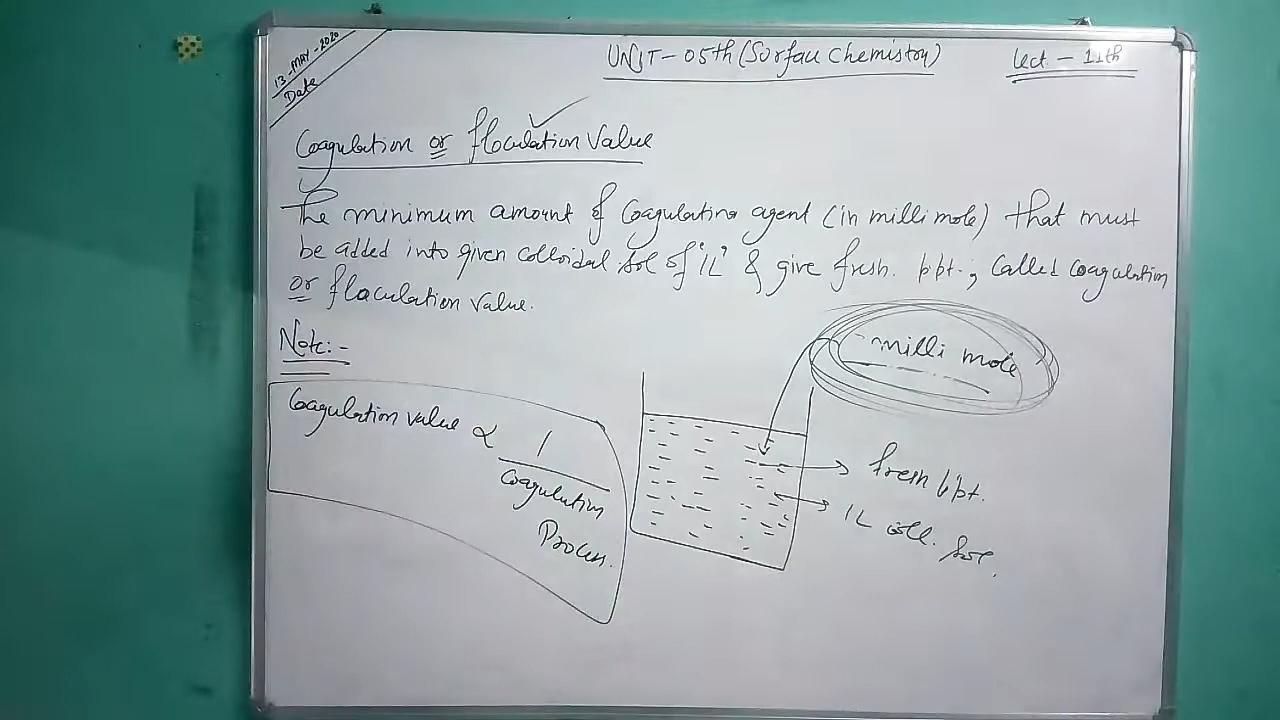 13-MAY-2020
Date
UNIT-05th (Surface Chemistry)
Lect. - 11th
Coagulation or floculation Value
The minimum amount of Coagulating agent (in milli mole) that must
be added into given colloidal sol of '1L' & give fresh. ppt.; Called Coagulation
or floculation value.
Note:-
milli mole
Coagulation value ∝ 1
Coagulation
Process.
fresh ppt.
1L coll. sol.